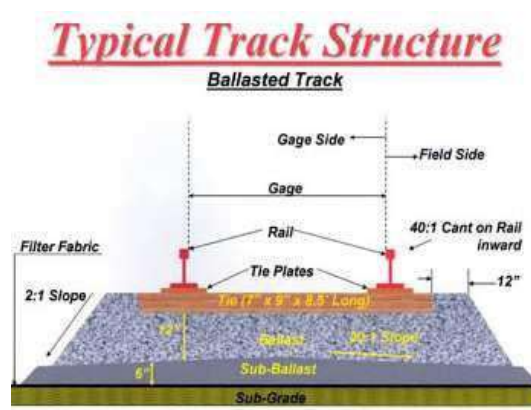 Typical Track Structure
Ballasted Track
Gage Side
Field Side
Gage
40:1 Cant on Rail
inward
Rail
Filter Fabric
Tie Plates
12"
2:1 Slope
Tie (7" x 9" x 8.5' Long)
12"
Ballast
20:1 Slope
Sub-Ballast
6"
Sub-Grade